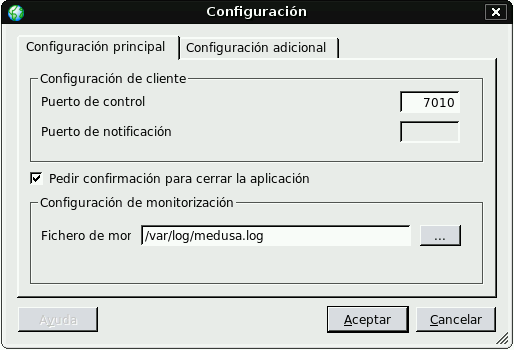 Configuración
Configuración principal
Configuración adicional
Configuración de cliente
Puerto de control 7010
Puerto de notificación
Pedir confirmación para cerrar la aplicación
Configuración de monitorización
Fichero de mor /var/log/medusa.log ...
Ayuda Aceptar Cancelar